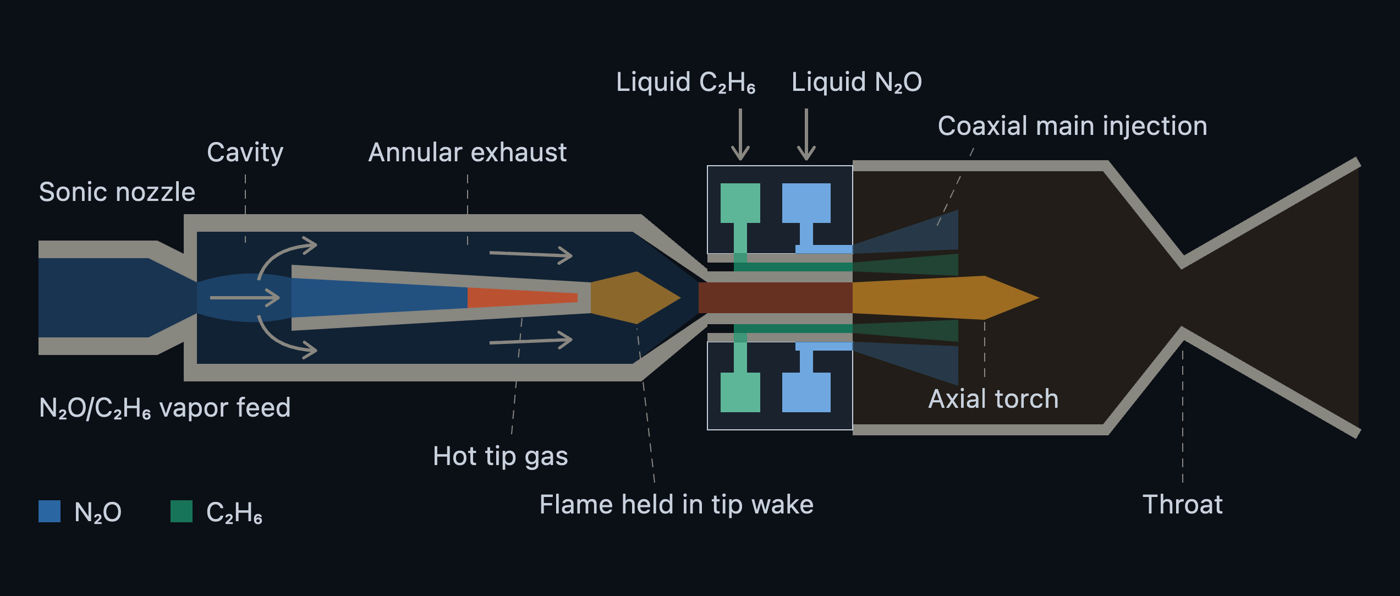 Liquid C₂H₆
Liquid N₂O
Coaxial main injection
Cavity
Annular exhaust
Sonic nozzle
N₂O/C₂H₆ vapor feed
Axial torch
Hot tip gas
Flame held in tip wake
Throat
N₂O
C₂H₆